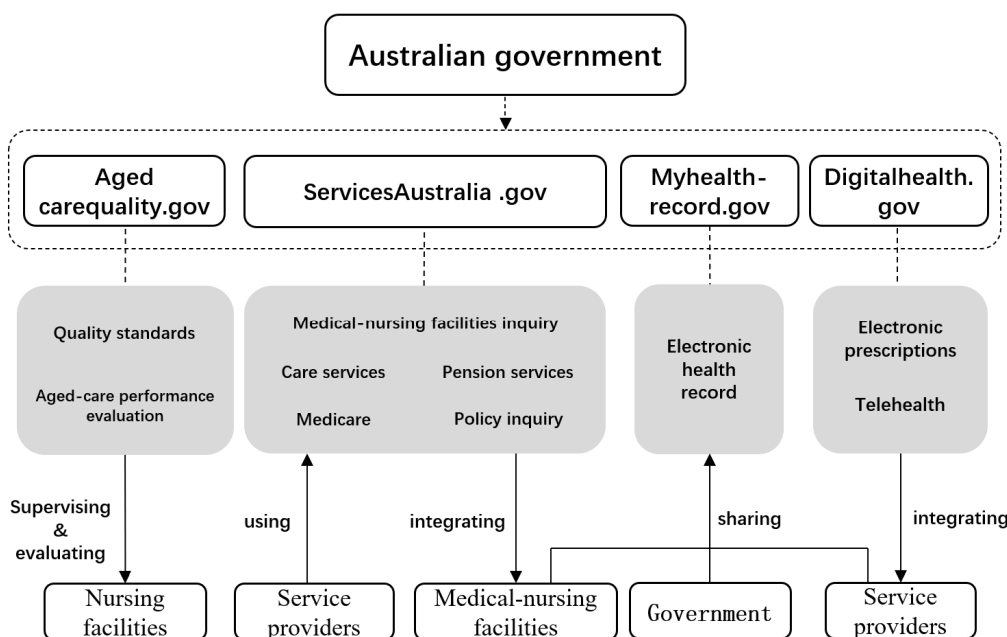 Australian government
Aged
carequality.gov
ServicesAustralia .gov
Myhealth-
record.gov
Digitalhealth.
gov
Quality standards
Aged-care performance
evaluation
Medical-nursing facilities inquiry
Care services
Pension services
Medicare
Policy inquiry
Electronic
health
record
Electronic
prescriptions
Telehealth
Supervising
&
evaluating
using
integrating
sharing
integrating
Nursing
facilities
Service
providers
Medical-nursing
facilities
Government
Service
providers